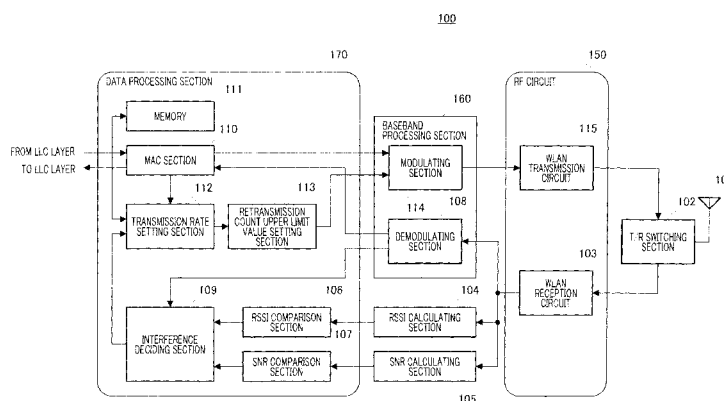 100
170
150
DATA PROCESSING SECTION
RF CIRCUIT
111
MEMORY
110
160
BASEBAND
PROCESSING SECTION
115
FROM LLC LAYER
TO LLC LAYER
MAC SECTION
MODULATING
SECTION
WLAN
TRANSMISSION
CIRCUIT
112
113
TRANSMISSION RATE
SETTING SECTION
RETRANSMISSION
COUNT UPPER LIMIT
VALUE SETTING
SECTION
114
108
DEMODULATING
SECTION
102
10
T/R SWITCHING
SECTION
103
WLAN
RECEPTION
CIRCUIT
109
106
104
INTERFERENCE
DECIDING SECTION
RSSI COMPARISON
SECTION
107
RSSI CALCULATING
SECTION
SNR COMPARISON
SECTION
SNR CALCULATING
SECTION
105